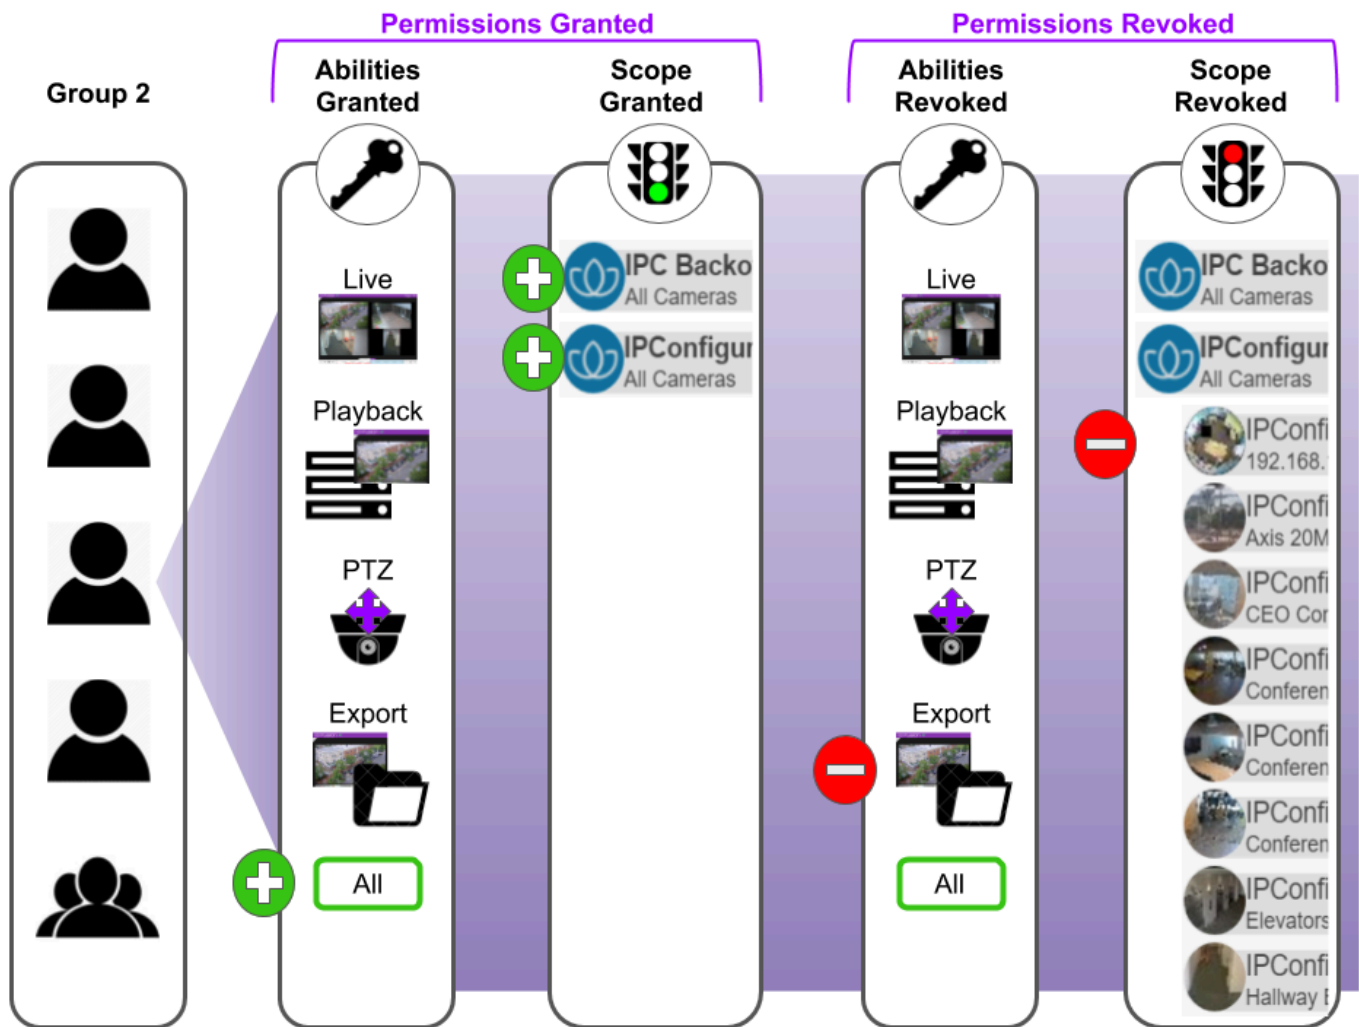 Permissions Granted
Permissions Revoked
Group 2
Abilities
Granted
Scope
Granted
Abilities
Revoked
Scope
Revoked
Live
Playback
PTZ
Export
All
IPC Backo
All Cameras
IPConfigur
All Cameras
Live
Playback
PTZ
Export
All
IPC Backo
All Cameras
IPConfigur
All Cameras
IPConfi
192.168.
IPConfi
Axis 20M
IPConfi
CEO Cor
IPConfi
Conferen
IPConfi
Conferen
IPConfi
Conferen
IPConfi
Elevators
IPConfi
Hallway E